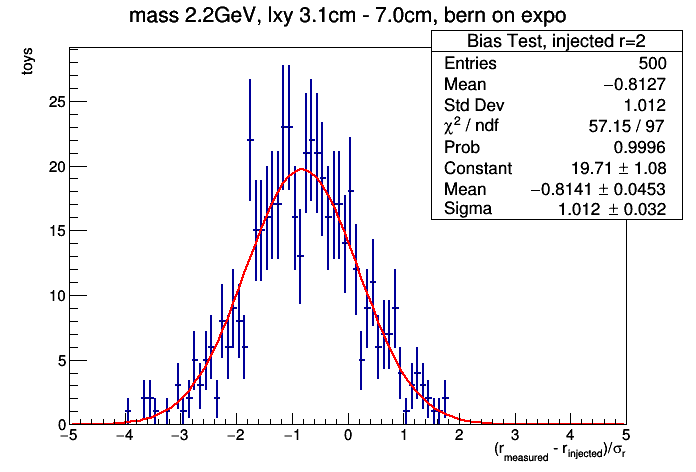 mass 2.2GeV, lxy 3.1cm - 7.0cm, bern on expo
toys
Bias Test, injected r=2
Entries 500
Mean −0.8127
Std Dev 1.012
χ² / ndf 57.15 / 97
Prob 0.9996
Constant 19.71 ± 1.08
Mean −0.8141 ± 0.0453
Sigma 1.012 ± 0.032
25
20
15
10
5
0
−5 −4 −3 −2 −1 0 1 2 3 4 5
(r_measured - r_injected)/σ_r